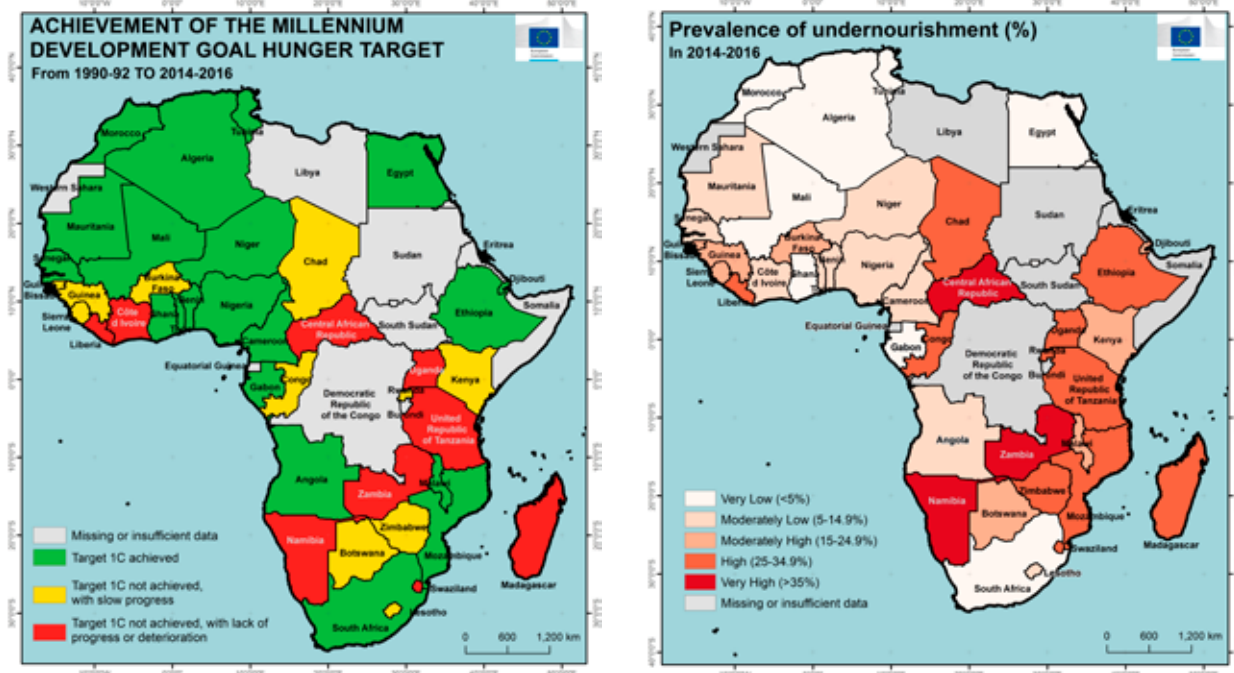 ACHIEVEMENT OF THE MILLENNIUM
DEVELOPMENT GOAL HUNGER TARGET
From 1990-92 TO 2014-2016
Morocco
Tunisia
Algeria
Libya
Egypt
Western Sahara
Mauritania
Mali
Niger
Chad
Sudan
Eritrea
Senegal
Burkina
Faso
Djibouti
Guinea
Bissau
Guinea
Benin
Nigeria
Ethiopia
Somalia
Sierra
Leone
Côte
d Ivoire
Ghana
Central African
Republic
South Sudan
Liberia
Cameroon
Equatorial Guinea
Uganda
Gabon
Congo
Kenya
Rwanda
Democratic
Republic
of the Congo
Burundi
United
Republic
of Tanzania
Angola
Malawi
Zambia
Zimbabwe
Namibia
Botswana
Mozambique
Madagascar
Swaziland
Lesotho
South Africa
Missing or insufficient data
Target 1C achieved
Target 1C not achieved,
with slow progress
Target 1C not achieved, with lack of
progress or deterioration
0 600 1,200 km
Prevalence of undernourishment (%)
In 2014-2016
Morocco
Tunisia
Algeria
Libya
Egypt
Western Sahara
Mauritania
Mali
Niger
Chad
Sudan
Eritrea
Senegal
Burkina
Faso
Djibouti
Guinea
Bissau
Guinea
Benin
Nigeria
Ethiopia
Somalia
Sierra
Leone
Côte
d Ivoire
Ghana
Central African
Republic
South Sudan
Liberia
Cameroon
Equatorial Guinea
Uganda
Gabon
Congo
Kenya
Rwanda
Democratic
Republic
of the Congo
Burundi
United
Republic
of Tanzania
Angola
Malawi
Zambia
Zimbabwe
Namibia
Botswana
Mozambique
Madagascar
Swaziland
Lesotho
South Africa
Very Low (<5%)
Moderately Low (5-14.9%)
Moderately High (15-24.9%)
High (25-34.9%)
Very High (>35%)
Missing or insufficient data
0 600 1,200 km